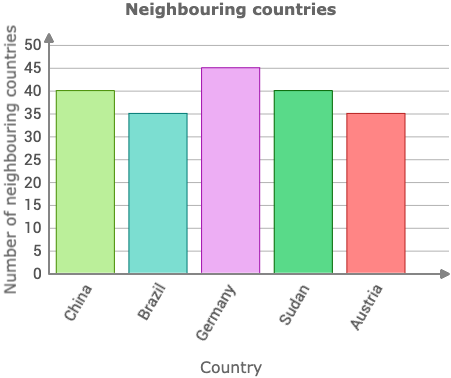 Neighbouring countries
Number of neighbouring countries
50
45
40
35
30
25
20
15
10
5
0
China
Brazil
Germany
Sudan
Austria
Country